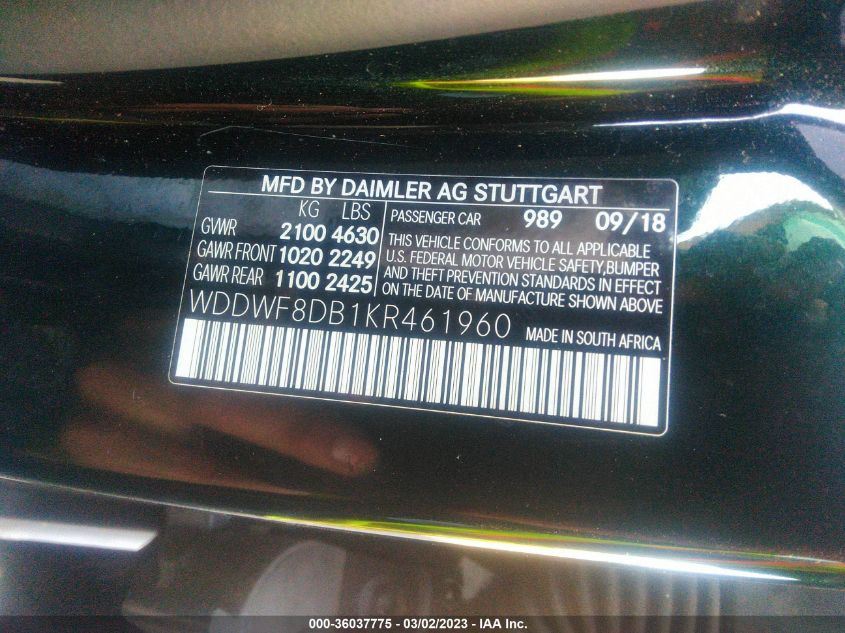 MFD BY DAIMLER AG STUTTGART
KG LBS
GVWR 2100 4630
GAWR FRONT 1020 2249
GAWR REAR 1100 2425
PASSENGER CAR 989 09/18
THIS VEHICLE CONFORMS TO ALL APPLICABLE
U.S. FEDERAL MOTOR VEHICLE SAFETY,BUMPER
AND THEFT PREVENTION STANDARDS IN EFFECT
ON THE DATE OF MANUFACTURE SHOWN ABOVE
WDDWF8DB1KR461960
MADE IN SOUTH AFRICA
000-36037775 - 03/02/2023 - IAA Inc.